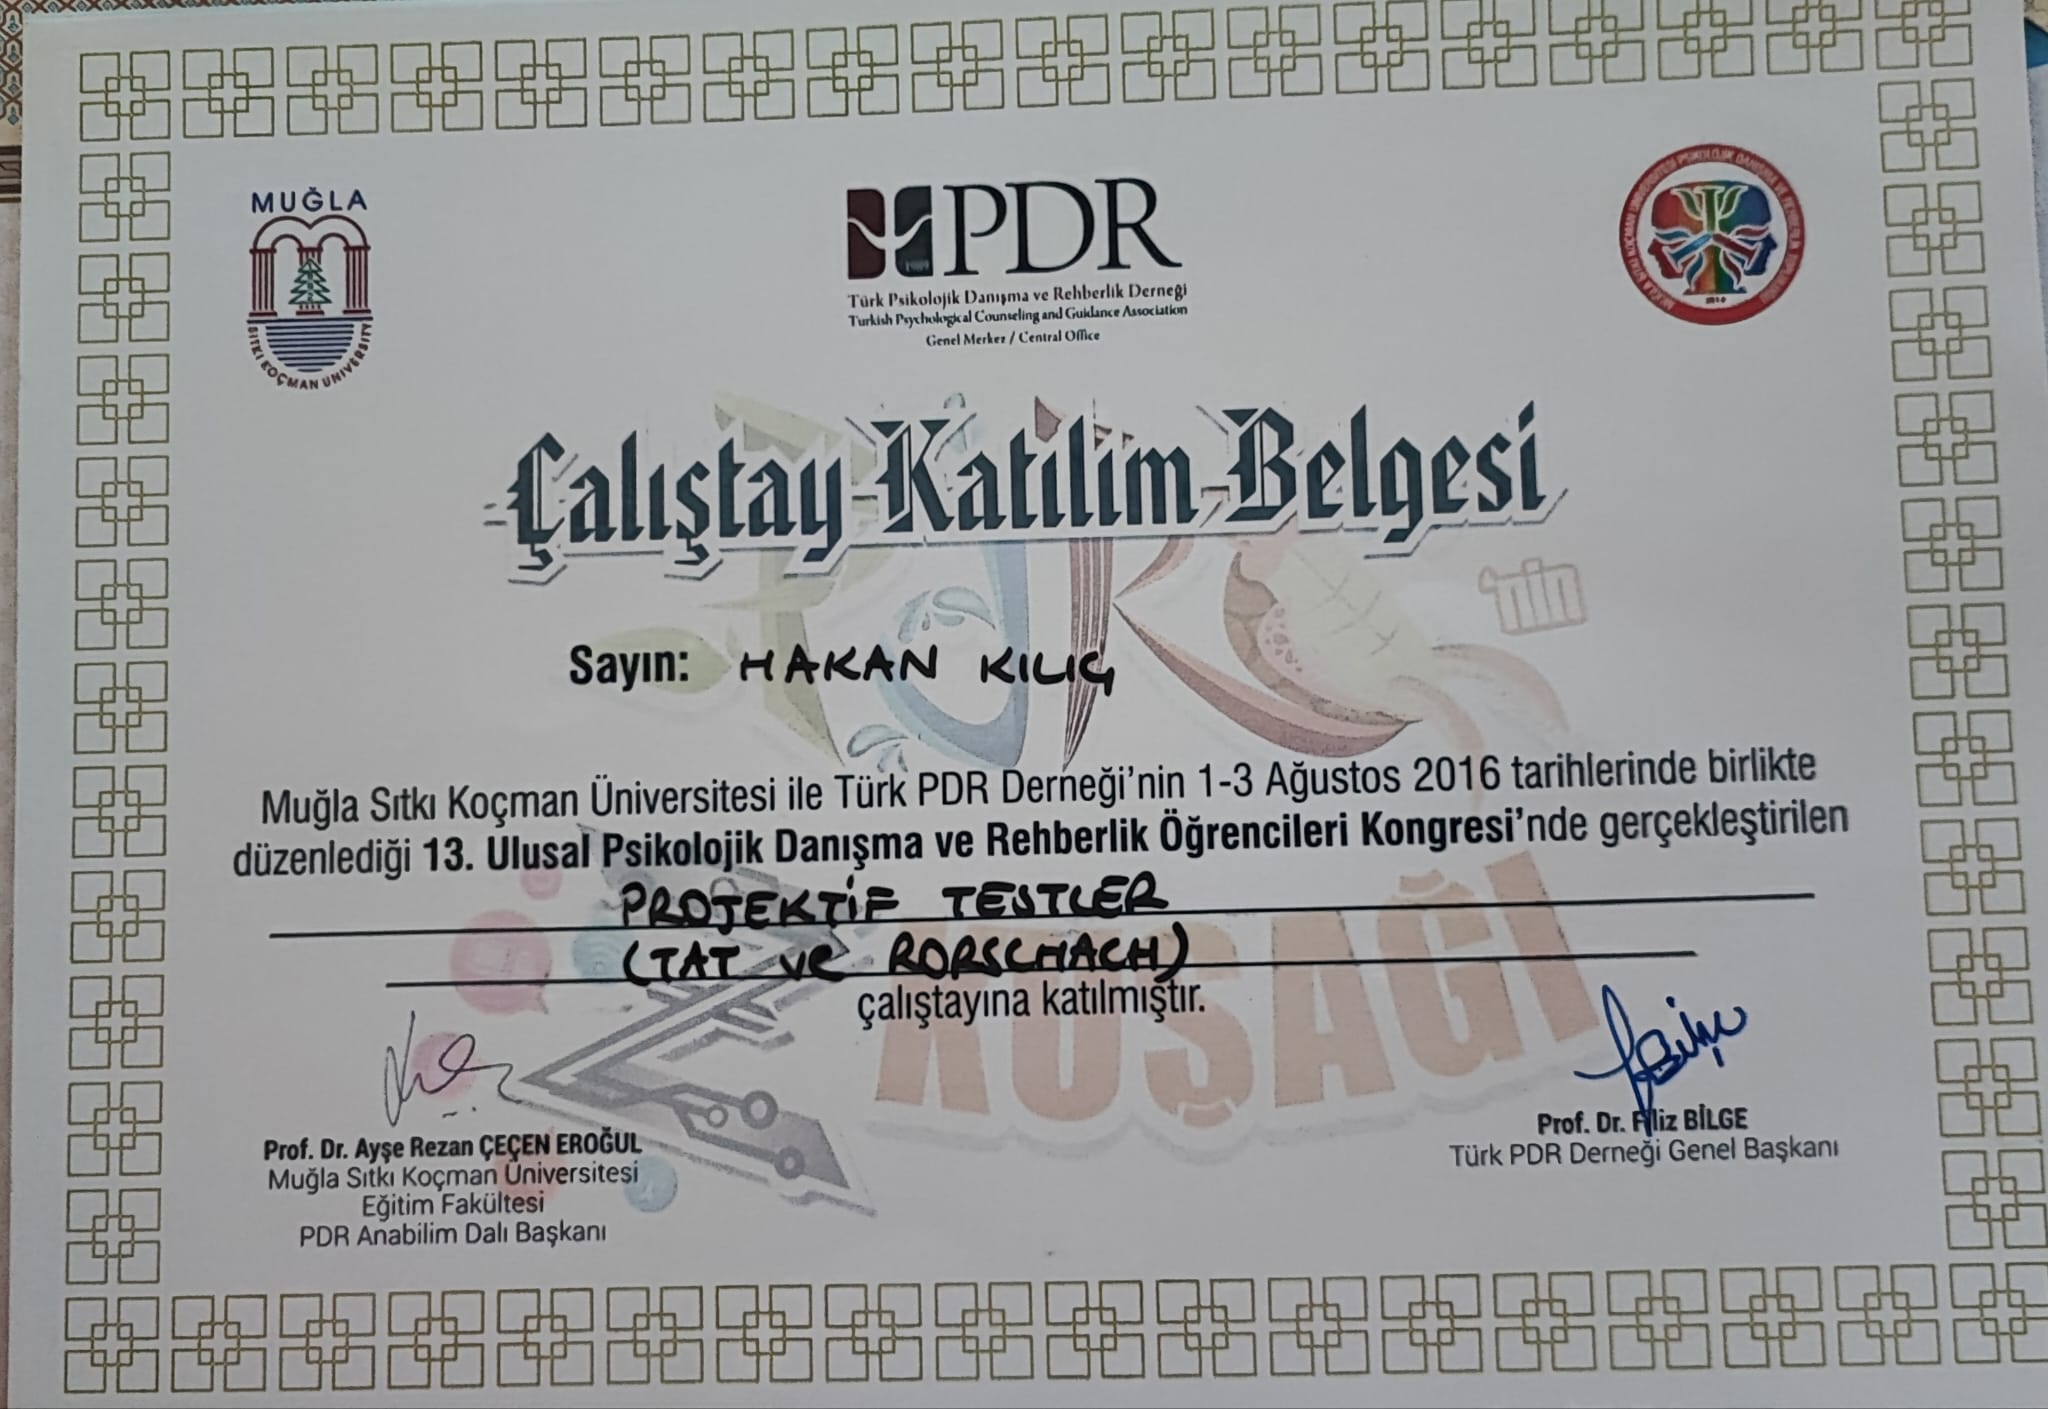 MUĞLA
SITKI KOÇMAN ÜNİVERSİTY
PDR
Türk Psikolojik Danışma ve Rehberlik Derneği
Turkish Psychological Counseling and Guidance Association
Genel Merkez / Central Office
Çalıştay Katılım Belgesi
nin
Sayın: HAKAN KILIÇ
Muğla Sıtkı Koçman Üniversitesi ile Türk PDR Derneği'nin 1-3 Ağustos 2016 tarihlerinde birlikte
düzenlediği 13. Ulusal Psikolojik Danışma ve Rehberlik Öğrencileri Kongresi'nde gerçekleştirilen
PROJEKTİF TESTLER
(TAT ve RORSCHACH)
çalıştayına katılmıştır.
KUŞAĞI
Prof. Dr. Ayşe Rezan ÇEÇEN EROĞUL
Muğla Sıtkı Koçman Üniversitesi
Eğitim Fakültesi
PDR Anabilim Dalı Başkanı
Prof. Dr. Filiz BİLGE
Türk PDR Derneği Genel Başkanı